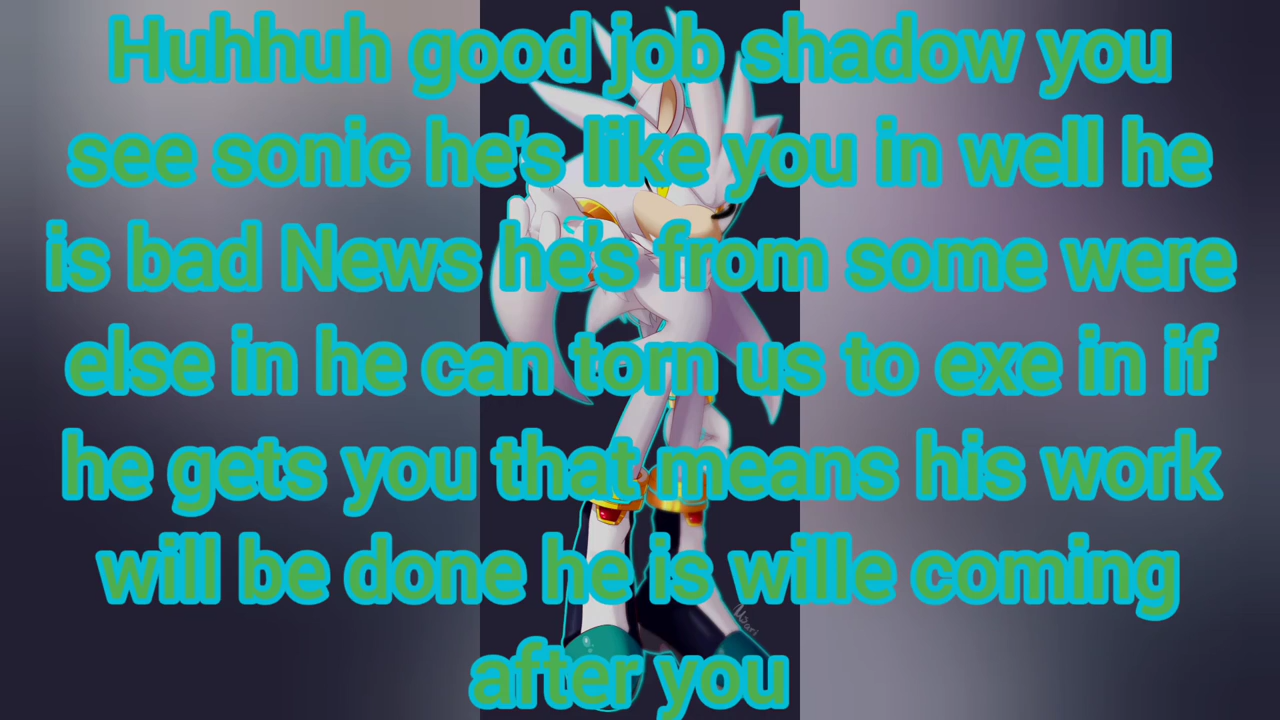 Huhhuh good job shadow you
see sonic he's like you in well he
is bad News he's from some were
else in he can torn us to exe in if
he gets you that means his work
will be done he is wille coming
after you
Wari